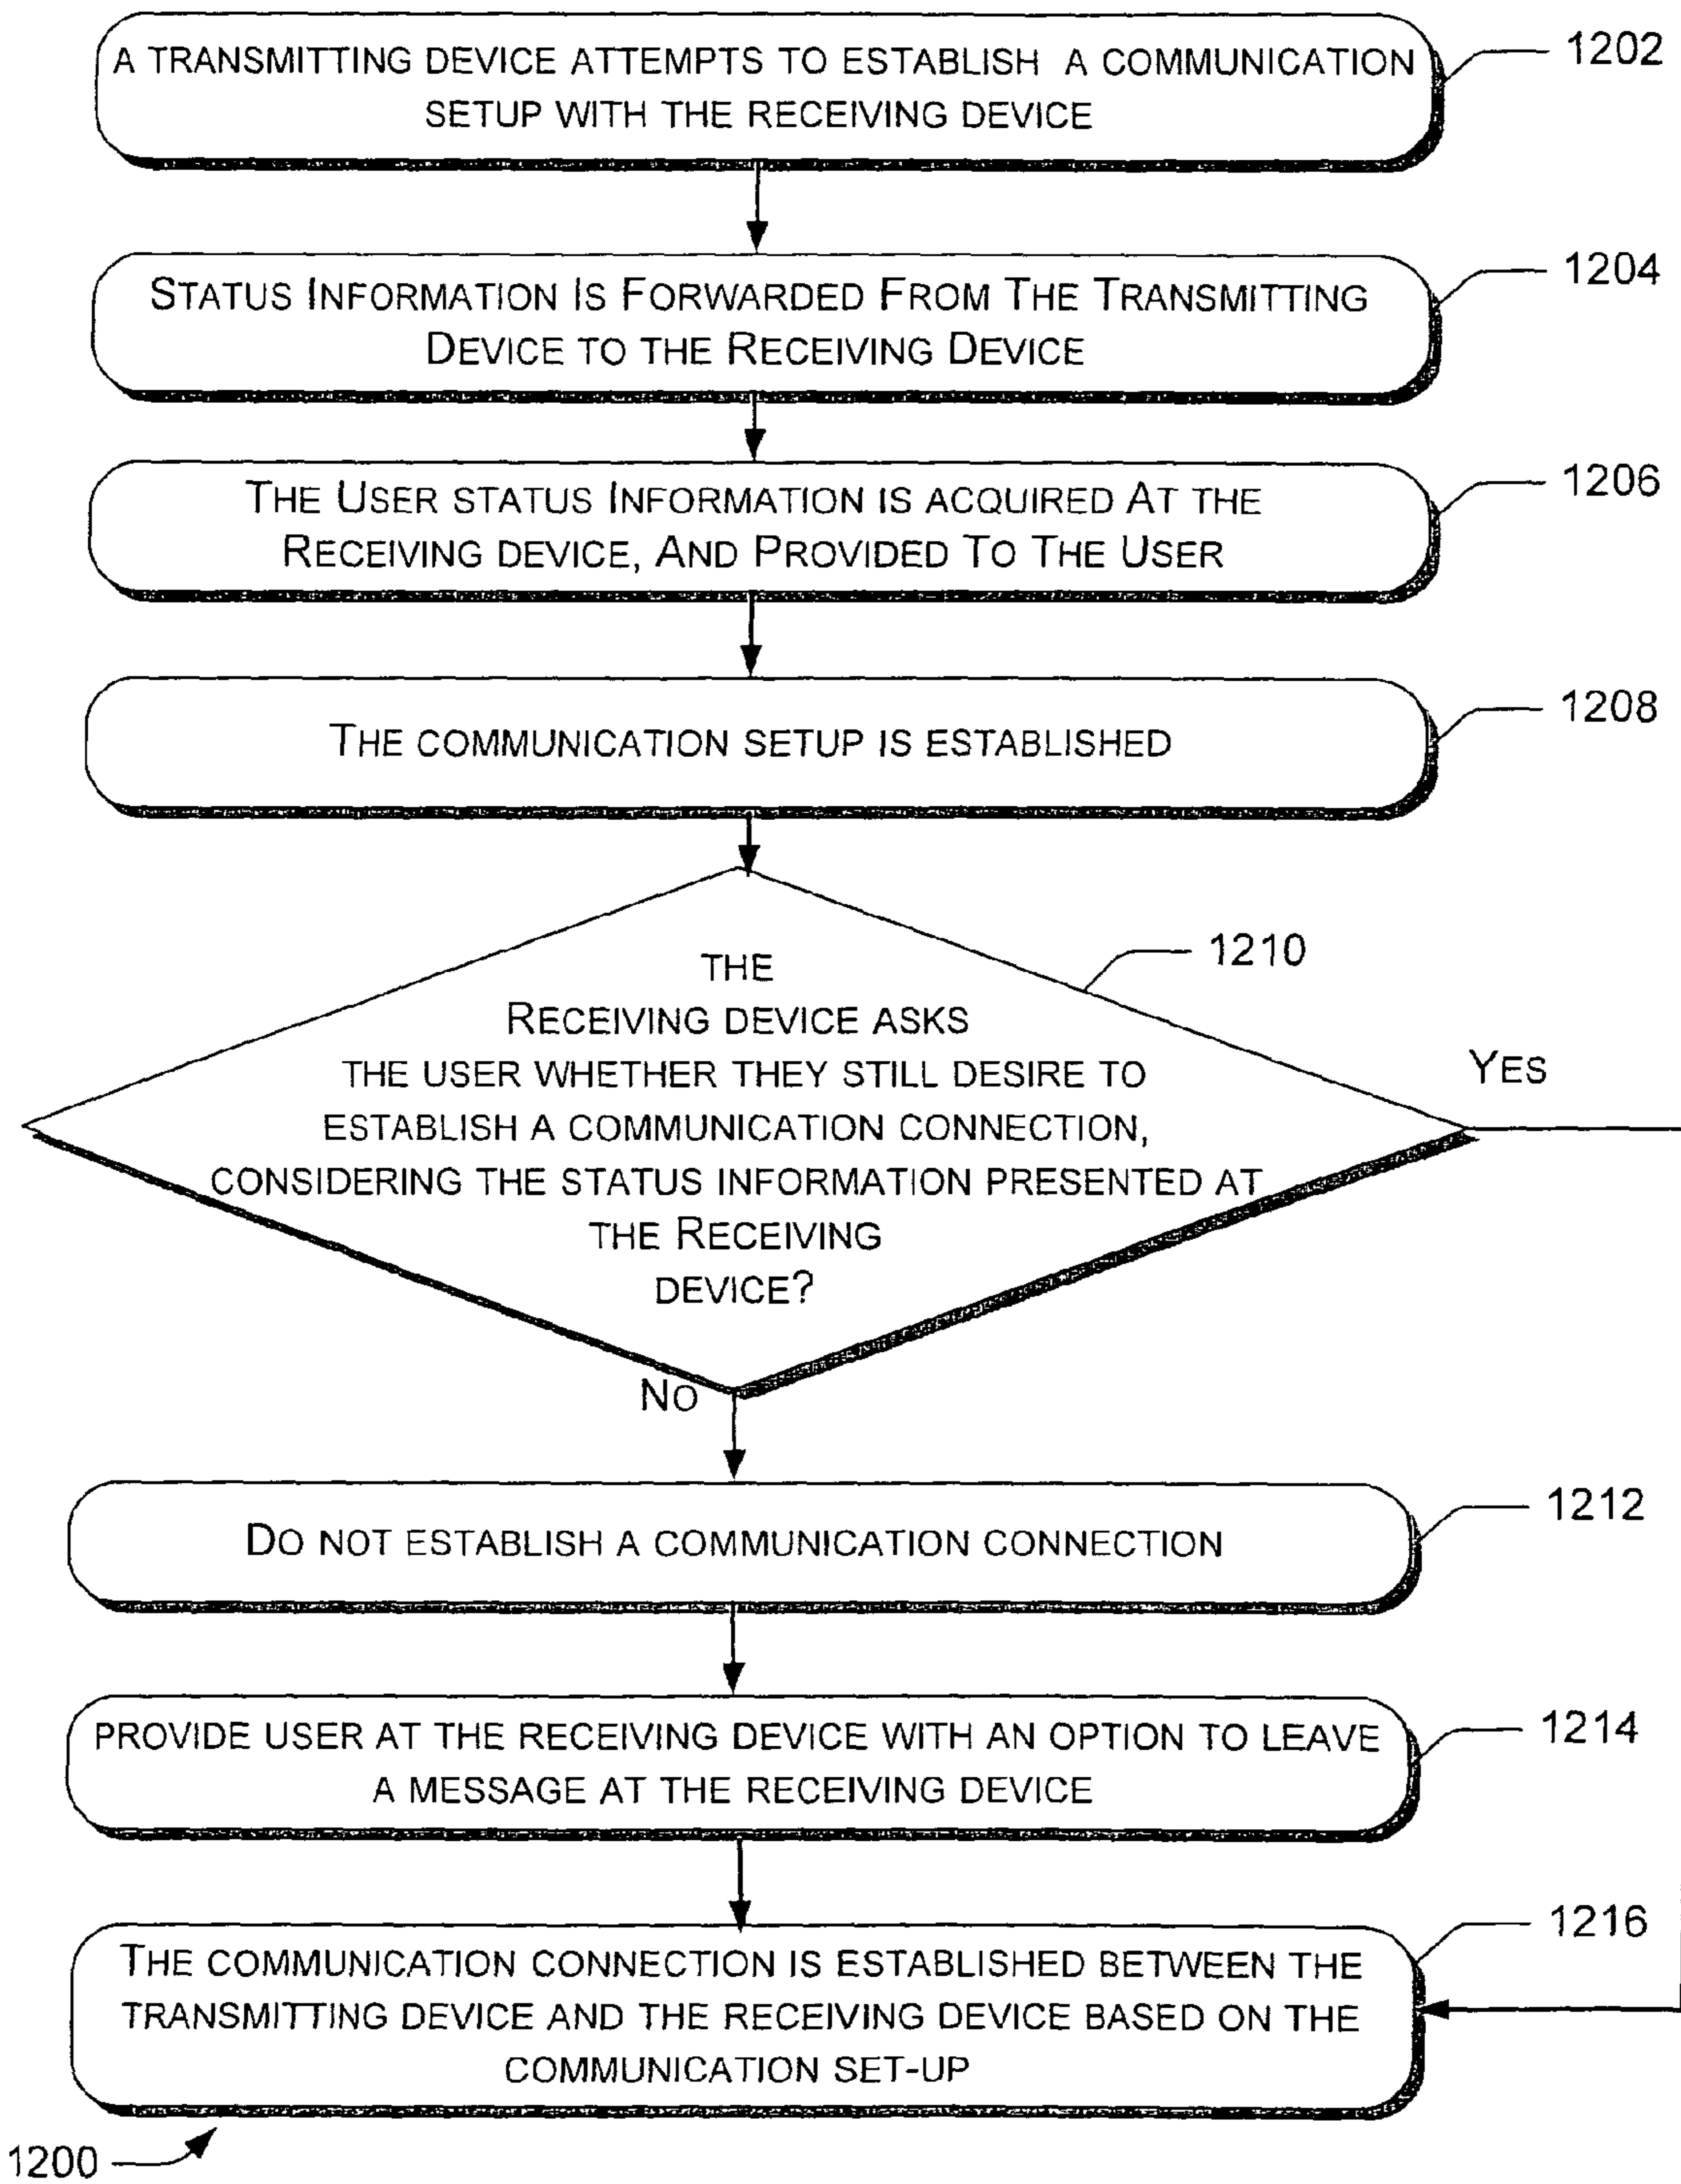 A TRANSMITTING DEVICE ATTEMPTS TO ESTABLISH A COMMUNICATION
SETUP WITH THE RECEIVING DEVICE
1202
STATUS INFORMATION IS FORWARDED FROM THE TRANSMITTING
DEVICE TO THE RECEIVING DEVICE
1204
THE USER STATUS INFORMATION IS ACQUIRED AT THE
RECEIVING DEVICE, AND PROVIDED TO THE USER
1206
THE COMMUNICATION SETUP IS ESTABLISHED
1208
THE
RECEIVING DEVICE ASKS
THE USER WHETHER THEY STILL DESIRE TO
ESTABLISH A COMMUNICATION CONNECTION,
CONSIDERING THE STATUS INFORMATION PRESENTED AT
THE RECEIVING
DEVICE?
1210
YES
NO
DO NOT ESTABLISH A COMMUNICATION CONNECTION
1212
PROVIDE USER AT THE RECEIVING DEVICE WITH AN OPTION TO LEAVE
A MESSAGE AT THE RECEIVING DEVICE
1214
THE COMMUNICATION CONNECTION IS ESTABLISHED BETWEEN THE
TRANSMITTING DEVICE AND THE RECEIVING DEVICE BASED ON THE
COMMUNICATION SET-UP
1216
1200